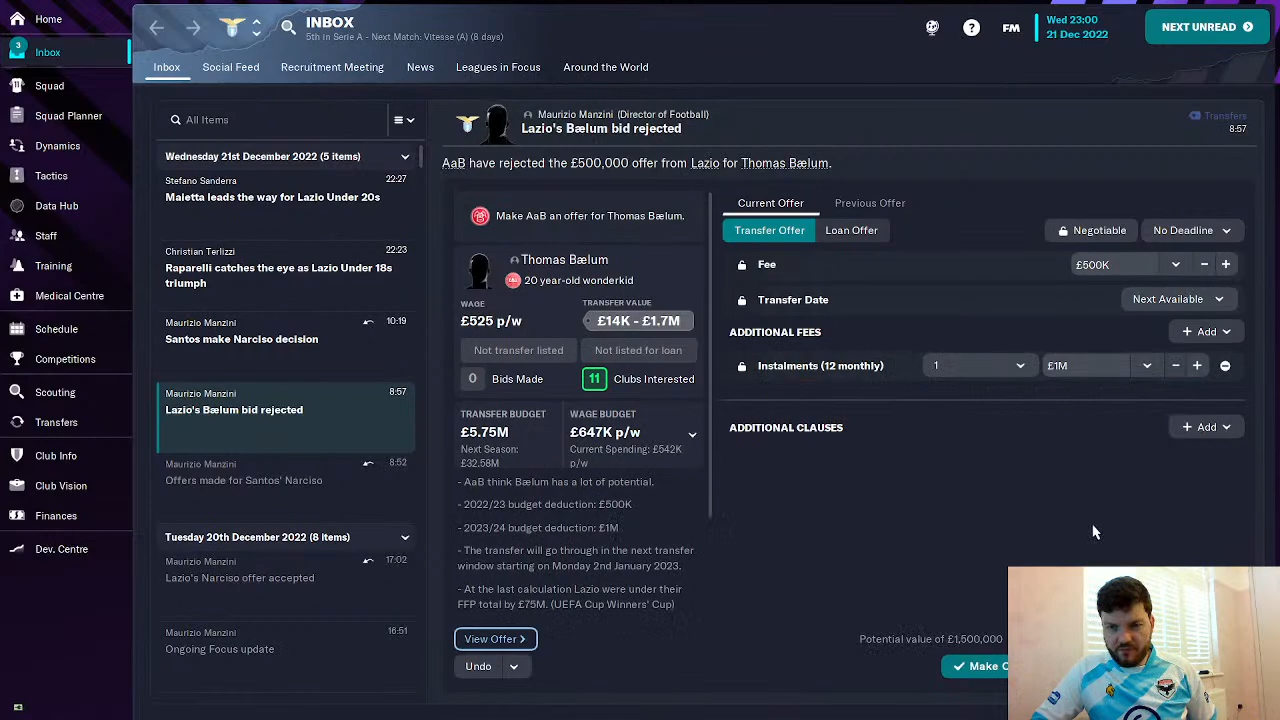 Home
3
Inbox
Squad
Squad Planner
Dynamics
Tactics
Data Hub
Staff
Training
Medical Centre
Schedule
Competitions
Scouting
Transfers
Club Info
Club Vision
Finances
Dev. Centre
INBOX
5th in Serie A - Next Match: Vitesse (A) (8 days)
FM
Wed 23:00
21 Dec 2022
NEXT UNREAD
Inbox
Social Feed
Recruitment Meeting
News
Leagues in Focus
Around the World
All Items
Wednesday 21st December 2022 (5 items)
Stefano Sanderra 22:27
Maletta leads the way for Lazio Under 20s
Christian Terlizzi 22:23
Raparelli catches the eye as Lazio Under 18s
triumph
Maurizio Manzini 10:19
Santos make Narciso decision
Maurizio Manzini 8:57
Lazio's Bælum bid rejected
Maurizio Manzini 8:52
Offers made for Santos' Narciso
Tuesday 20th December 2022 (8 items)
Maurizio Manzini 17:02
Lazio's Narciso offer accepted
Maurizio Manzini 16:51
Ongoing Focus update
Maurizio Manzini (Director of Football)
Lazio's Bælum bid rejected
Transfers
8:57
AaB have rejected the £500,000 offer from Lazio for Thomas Bælum.
Make AaB an offer for Thomas Bælum.
Thomas Bælum
20 year-old wonderkid
WAGE
£525 p/w
TRANSFER VALUE
£14K - £1.7M
Not transfer listed
Not listed for loan
0 Bids Made
11 Clubs Interested
TRANSFER BUDGET
£5.75M
Next Season:
£32.58M
WAGE BUDGET
£647K p/w
Current Spending: £542K
p/w
- AaB think Bælum has a lot of potential.
- 2022/23 budget deduction: £500K
- 2023/24 budget deduction: £1M
- The transfer will go through in the next transfer
window starting on Monday 2nd January 2023.
- At the last calculation Lazio were under their
FFP total by £75M. (UEFA Cup Winners' Cup)
View Offer
Undo
Current Offer
Previous Offer
Transfer Offer
Loan Offer
Negotiable
No Deadline
Fee
£500K
Transfer Date
Next Available
ADDITIONAL FEES
Add
Instalments (12 monthly)
1
£1M
ADDITIONAL CLAUSES
Add
Potential value of £1,500,000
Make O